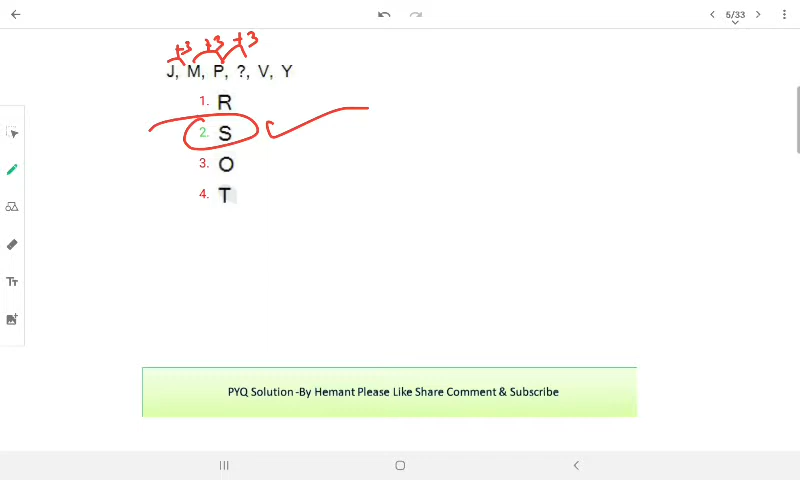 5/33
+3 +3 +3
J, M, P, ?, V, Y
1. R
2. S
3. O
4. T
PYQ Solution -By Hemant Please Like Share Comment & Subscribe